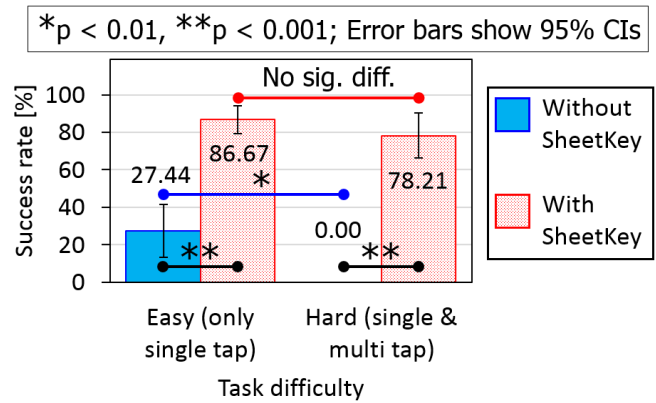 *p < 0.01, **p < 0.001; Error bars show 95% CIs
No sig. diff.
Success rate [%]
100
80
60
40
20
0
27.44
86.67
*
0.00
78.21
**
**
Without
SheetKey
With
SheetKey
Easy (only
single tap)
Hard (single &
multi tap)
Task difficulty